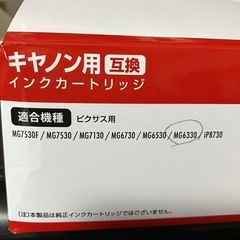 キヤノン用 互換
インクカートリッジ
適合機種 ピクサス用
MG7530F/MG7530/MG7130/MG6730/MG6530/MG6330/iP8730
(注)本製品は純正インクカートリッジではございません。